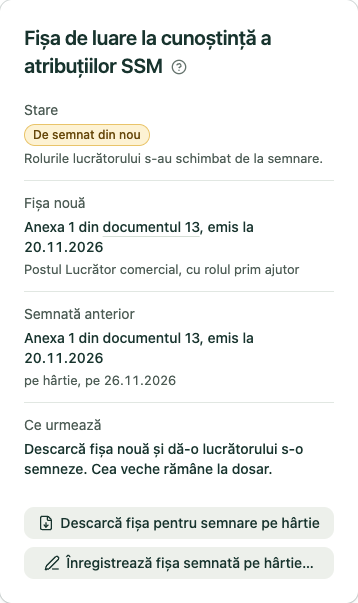 Fișa de luare la cunoștință a
atribuțiilor SSM
Stare
De semnat din nou
Rolurile lucrătorului s-au schimbat de la semnare.
Fișa nouă
Anexa 1 din documentul 13, emis la
20.11.2026
Postul Lucrător comercial, cu rolul prim ajutor
Semnată anterior
Anexa 1 din documentul 13, emis la
20.11.2026
pe hârtie, pe 26.11.2026
Ce urmează
Descarcă fișa nouă și dă-o lucrătorului s-o
semneze. Cea veche rămâne la dosar.
Descarcă fișa pentru semnare pe hârtie
Înregistrează fișa semnată pe hârtie...